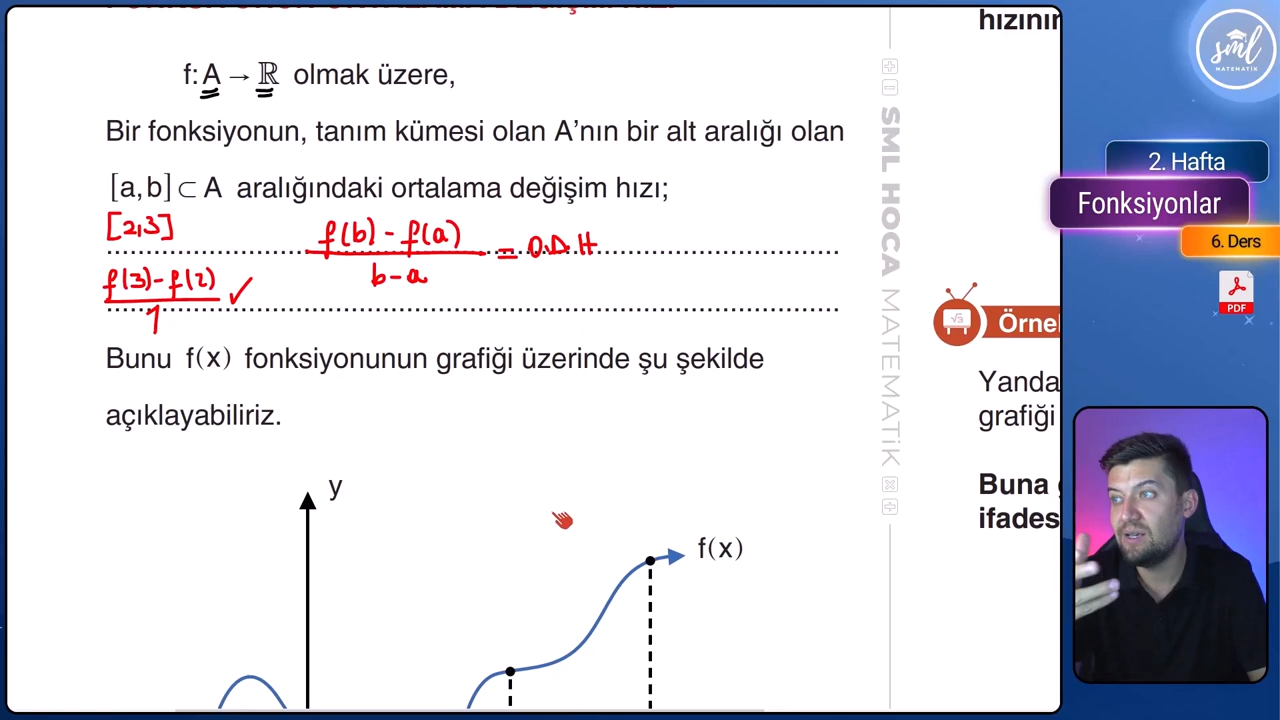 f: A → ℝ olmak üzere,
Bir fonksiyonun, tanım kümesi olan A’nın bir alt aralığı olan
[a,b] ⊂ A aralığındaki ortalama değişim hızı;
[2,3]
f(b) - f(a) / b-a = O.D.H
f(3)-f(2) / 1 ✓
Bunu f(x) fonksiyonunun grafiği üzerinde şu şekilde
açıklayabiliriz.
y
f(x)
SML HOCA MATEMATİK
hızının
√3
Örne
Yanda
grafiği
Buna
ifades
sml
MATEMATİK
2. Hafta
Fonksiyonlar
6. Ders
PDF